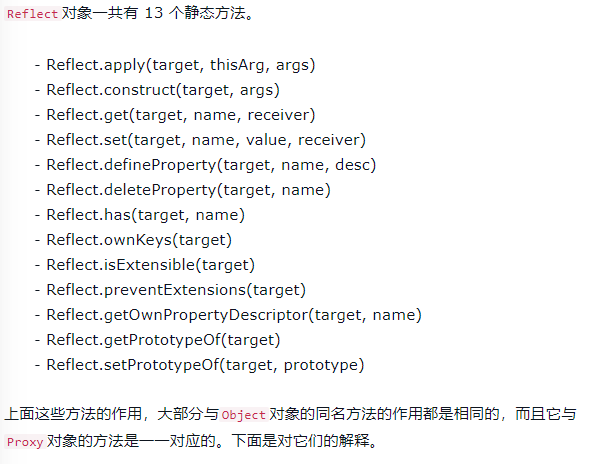 Reflect对象一共有 13 个静态方法。
- Reflect.apply(target, thisArg, args)
- Reflect.construct(target, args)
- Reflect.get(target, name, receiver)
- Reflect.set(target, name, value, receiver)
- Reflect.defineProperty(target, name, desc)
- Reflect.deleteProperty(target, name)
- Reflect.has(target, name)
- Reflect.ownKeys(target)
- Reflect.isExtensible(target)
- Reflect.preventExtensions(target)
- Reflect.getOwnPropertyDescriptor(target, name)
- Reflect.getPrototypeOf(target)
- Reflect.setPrototypeOf(target, prototype)
上面这些方法的作用，大部分与Object对象的同名方法的作用都是相同的，而且它与
Proxy对象的方法是一一对应的。下面是对它们的解释。